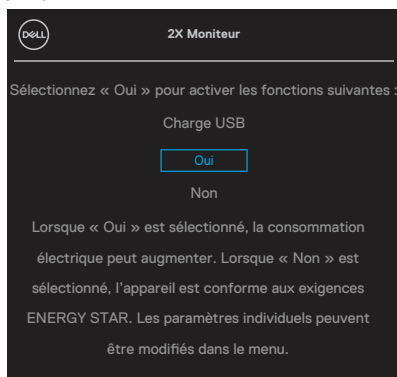 DELL
2X Moniteur
Sélectionnez « Oui » pour activer les fonctions suivantes :
Charge USB
Oui
Non
Lorsque « Oui » est sélectionné, la consommation
électrique peut augmenter. Lorsque « Non » est
sélectionné, l'appareil est conforme aux exigences
ENERGY STAR. Les paramètres individuels peuvent
être modifiés dans le menu.